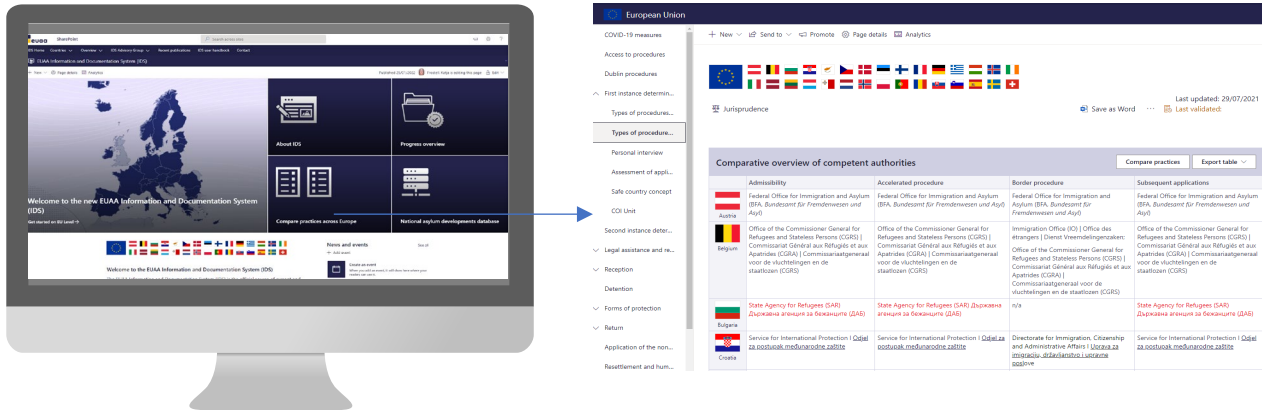 euaa SharePoint
Search across sites
IDS Home Countries Overview IDS Advisory Group Recent publications IDS user handbook Contact
EUAA Information and Documentation System (IDS)
New Page details Analytics
About IDS
Progress overview
Compare practices across Europe
National asylum developments database
Welcome to the new EUAA Information and Documentation System (IDS)
Get started on EU Level →
News and events
See all
+ Add event
Create an event
Welcome to the EUAA Information and Documentation System (IDS)
European Union
COVID-19 measures
Access to procedures
Dublin procedures
First instance determin...
Types of procedures...
Types of procedure...
Personal interview
Assessment of appli...
Safe country concept
COI Unit
Second instance deter...
Legal assistance and re...
Reception
Detention
Forms of protection
Return
Application of the non...
Resettlement and hum...
+ New Send to Promote Page details Analytics
Last updated: 29/07/2021
Jurisprudence
Save as Word ... Last validated:
Comparative overview of competent authorities
Compare practices
Export table
Admissibility
Accelerated procedure
Border procedure
Subsequent applications
Austria
Federal Office for Immigration and Asylum
(BFA, Bundesamt für Fremdenwesen und
Asyl)
Federal Office for Immigration and Asylum
(BFA, Bundesamt für Fremdenwesen und
Asyl)
Federal Office for Immigration and
Asylum (BFA, Bundesamt für
Fremdenwesen und Asyl)
Federal Office for Immigration and Asylum
(BFA, Bundesamt für Fremdenwesen und
Asyl)
Belgium
Office of the Commissioner General for
Refugees and Stateless Persons (CGRS) |
Commissariat Général aux Réfugiés et aux
Apatrides (CGRA) | Commissariaatgeneraal
voor de vluchtelingen en de
staatlozen (CGRS)
Office of the Commissioner General for
Refugees and Stateless Persons (CGRS) |
Commissariat Général aux Réfugiés et aux
Apatrides (CGRA) | Commissariaatgeneraal
voor de vluchtelingen en de
staatlozen (CGRS)
Immigration Office (IO) | Office des
étrangers | Dienst Vreemdelingenzaken;
Office of the Commissioner General for
Refugees and Stateless Persons (CGRS) |
Commissariat Général aux Réfugiés et aux
Apatrides (CGRA) |
Commissariaatgeneraal voor de
vluchtelingen en de staatlozen (CGRS)
Office of the Commissioner General for
Refugees and Stateless Persons (CGRS) |
Commissariat Général aux Réfugiés et aux
Apatrides (CGRA) | Commissariaatgeneraal
voor de vluchtelingen en de
staatlozen (CGRS)
Bulgaria
State Agency for Refugees (SAR)
Държавна агенция за бежанците (ДАБ)
State Agency for Refugees (SAR) Държавна
агенция за бежанците (ДАБ)
n/a
State Agency for Refugees (SAR)
Държавна агенция за бежанците (ДАБ)
Croatia
Service for International Protection I Odjel
za postupak međunarodne zaštite
Service for International Protection I Odjel za
postupak međunarodne zaštite
Directorate for Immigration, Citizenship
and Administrative Affairs I Uprava za
imigraciju, državljanstvo i upravne
poslove
Service for International Protection I Odjel
za postupak međunarodne zaštite